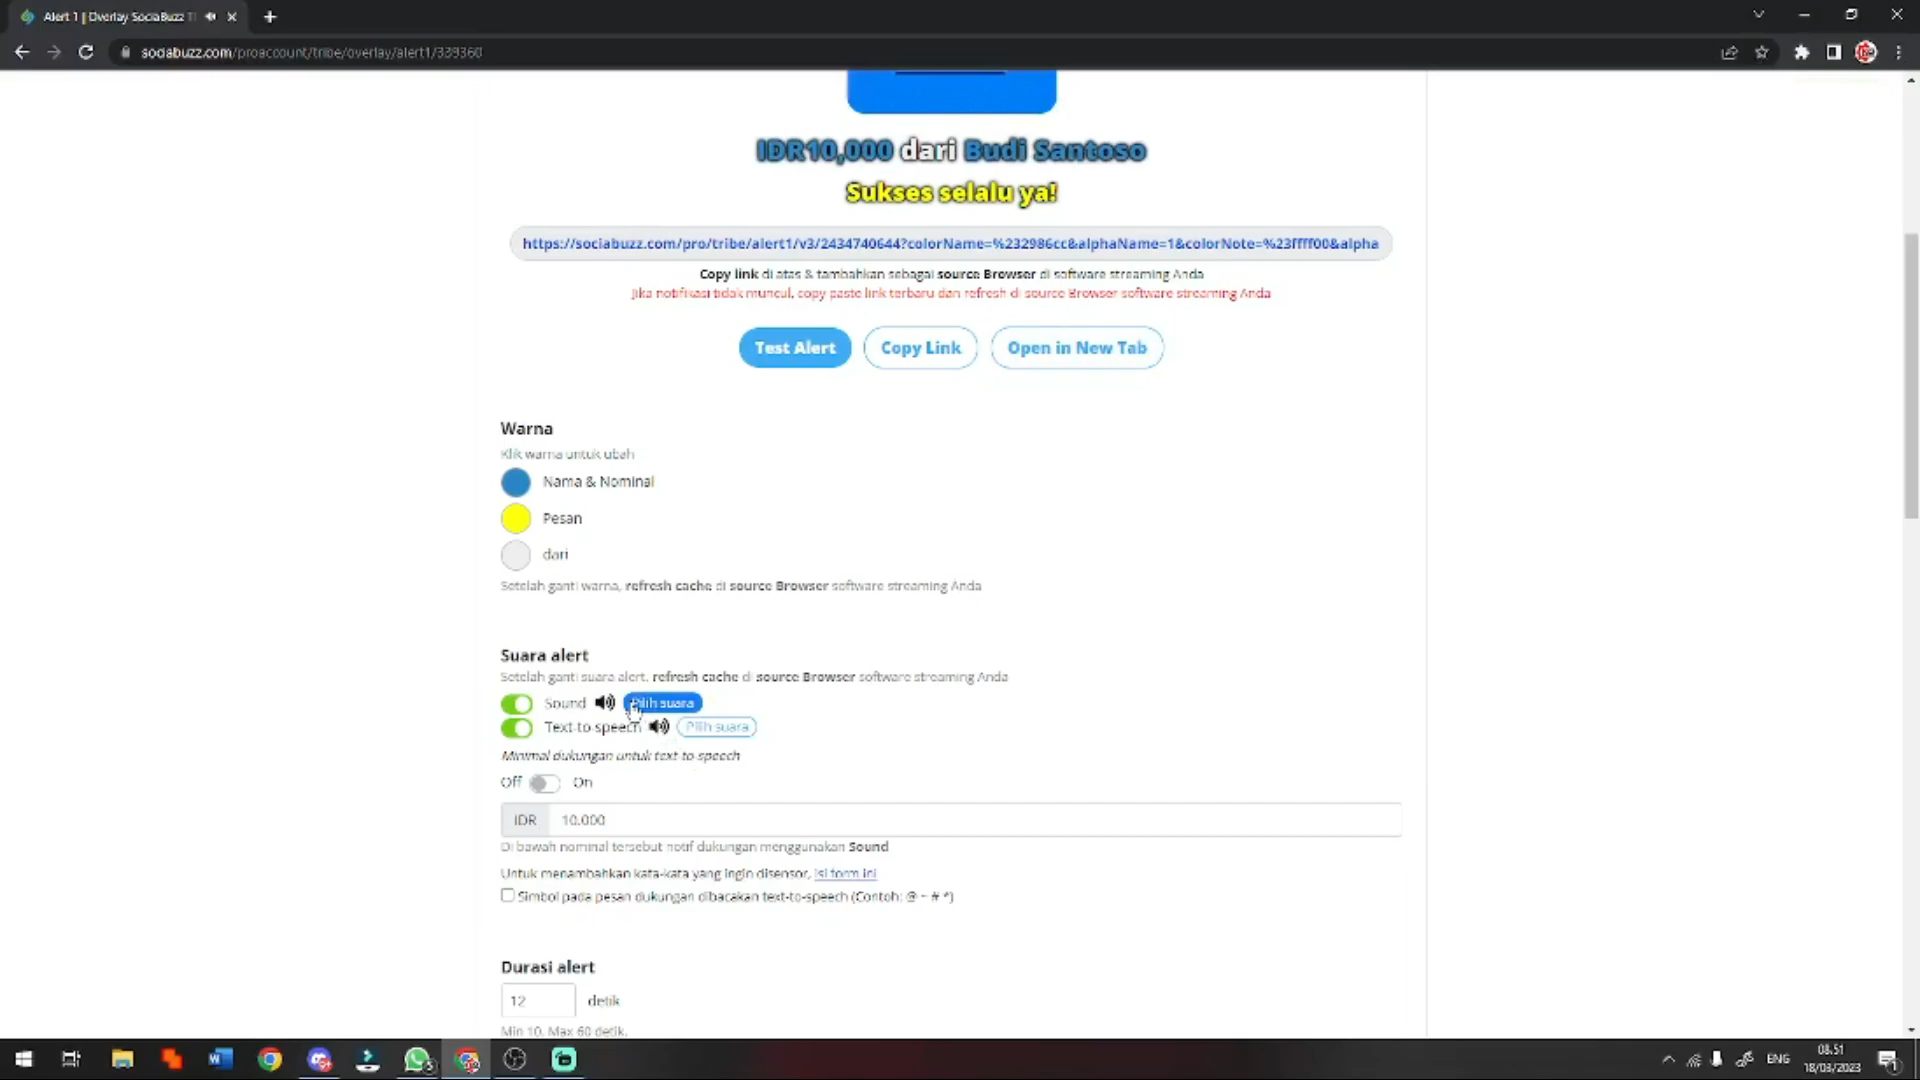 Alert 1 | Overlay SociaBuzz T
sociabuzz.com/proaccount/tribe/overlay/alert1/339360
IDR10,000 dari Budi Santoso
Sukses selalu ya!
https://sociabuzz.com/pro/tribe/alert1/v3/2434740644?colorName=%232986cc&alphaName=1&colorNote=%23ffff00&alpha
Copy link di atas & tambahkan sebagai source Browser di software streaming Anda
Jika notifikasi tidak muncul, copy paste link terbaru dan refresh di source Browser software streaming Anda
Test Alert Copy Link Open in New Tab
Warna
Klik warna untuk ubah
Nama & Nominal
Pesan
dari
Setelah ganti warna, refresh cache di source Browser software streaming Anda
Suara alert
Setelah ganti suara alert, refresh cache di source Browser software streaming Anda
Sound Pilih suara
Text-to-speech Pilih suara
Minimal dukungan untuk text-to-speech
Off On
IDR 10.000
Di bawah nominal tersebut notif dukungan menggunakan Sound
Untuk menambahkan kata-kata yang ingin disensor, isi form ini
Simbol pada pesan dukungan dibacakan text-to-speech (Contoh: @ ~ # *)
Durasi alert
12 detik
Min 10. Max 60 detik.
ENG
08.51
18/03/2023